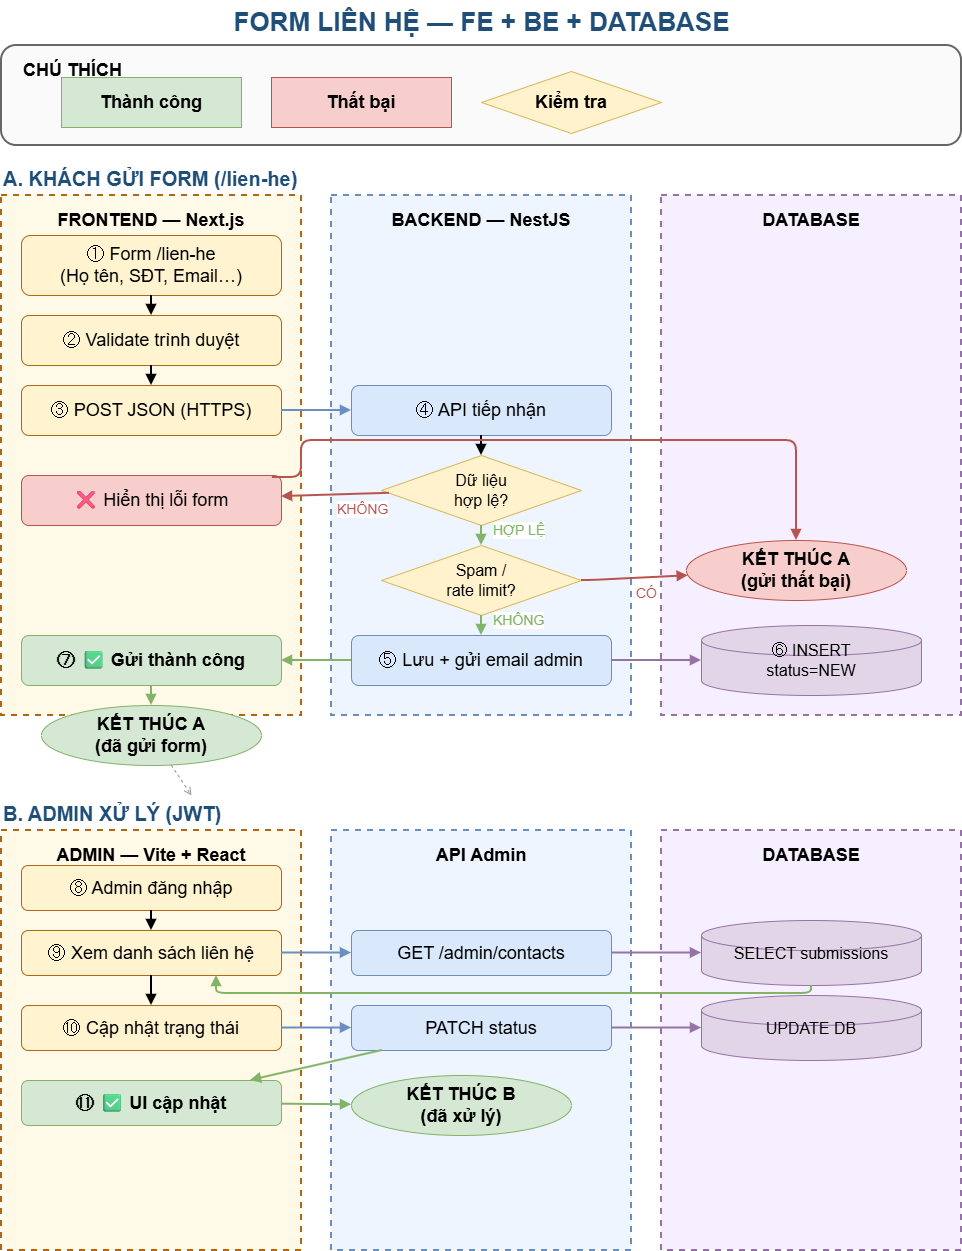 FORM LIÊN HỆ — FE + BE + DATABASE
CHÚ THÍCH
Thành công
Thất bại
Kiểm tra
A. KHÁCH GỬI FORM (/lien-he)
FRONTEND — Next.js
BACKEND — NestJS
DATABASE
① Form /lien-he
(Họ tên, SĐT, Email…)
② Validate trình duyệt
③ POST JSON (HTTPS)
④ API tiếp nhận
❌ Hiển thị lỗi form
Dữ liệu
hợp lệ?
KHÔNG
HỢP LỆ
Spam /
rate limit?
CÓ
KẾT THÚC A
(gửi thất bại)
KHÔNG
⑦ ✅ Gửi thành công
⑤ Lưu + gửi email admin
⑥ INSERT
status=NEW
KẾT THÚC A
(đã gửi form)
B. ADMIN XỬ LÝ (JWT)
ADMIN — Vite + React
API Admin
DATABASE
⑧ Admin đăng nhập
⑨ Xem danh sách liên hệ
GET /admin/contacts
SELECT submissions
⑩ Cập nhật trạng thái
PATCH status
UPDATE DB
⑪ ✅ UI cập nhật
KẾT THÚC B
(đã xử lý)